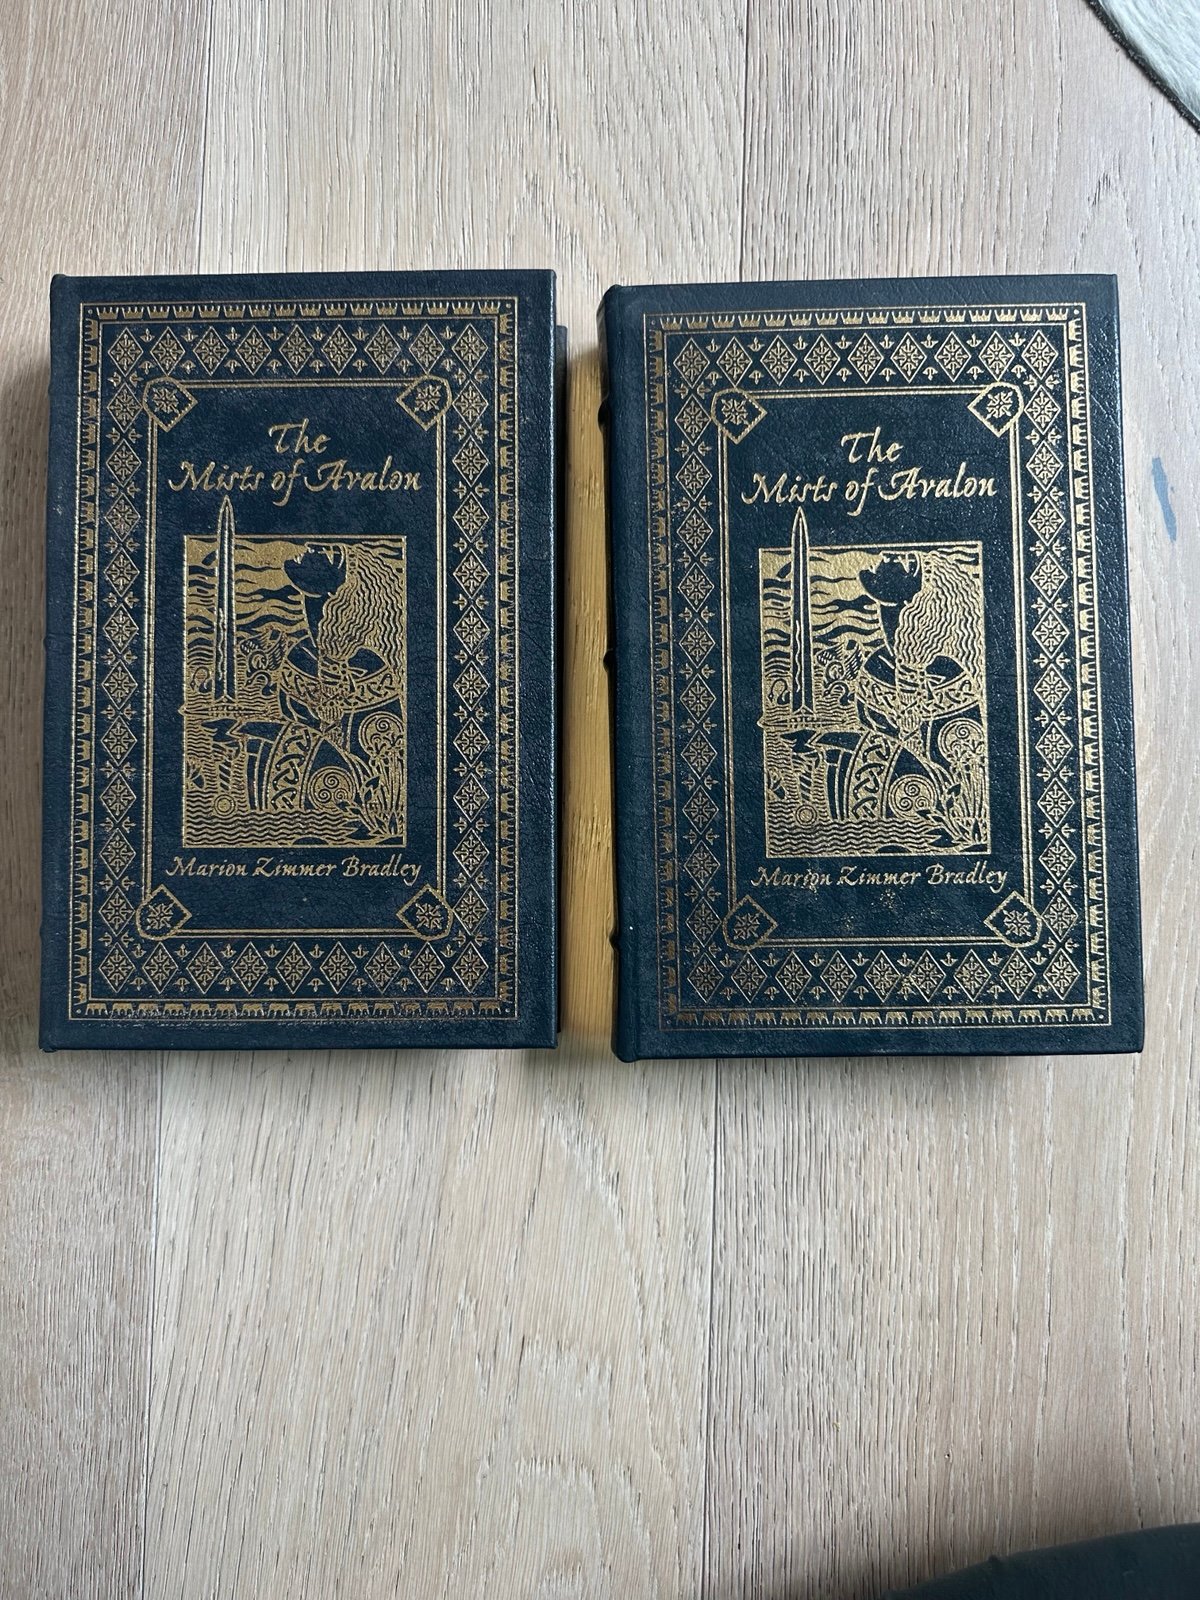 The
Mists of Avalon
Marion Zimmer Bradley
The
Mists of Avalon
Marion Zimmer Bradley